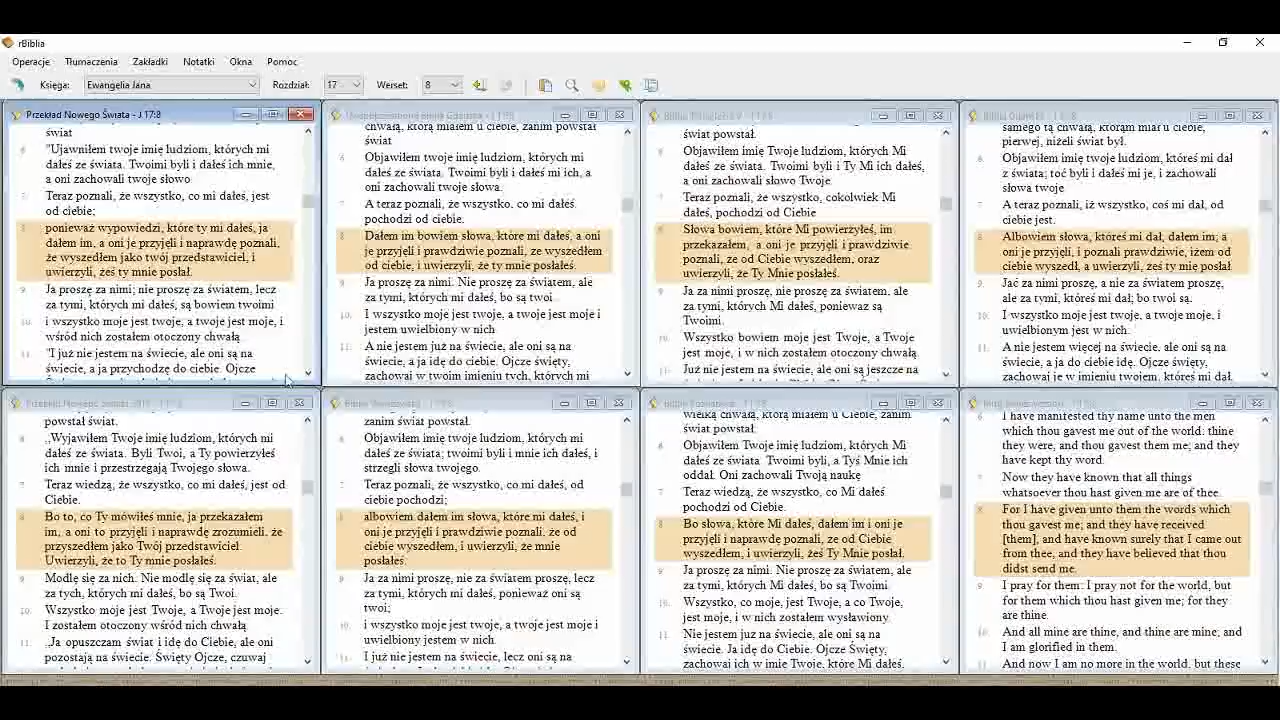 rBiblia
Operacje Tłumaczenia Zakładki Notatki Okna Pomoc
Księga: Ewangelia Jana Rozdział: 17 Werset: 8
Przekład Nowego Świata - J 17:8
świat
6 "Ujawniłem twoje imię ludziom, których mi
dałeś ze świata. Twoimi byli i dałeś ich mnie,
a oni zachowali twoje słowo
7 Teraz poznali, że wszystko, co mi dałeś, jest
od ciebie;
8 ponieważ wypowiedzi, które ty mi dałeś, ja
dałem im, a oni je przyjęli i naprawdę poznali,
że wyszedłem jako twój przedstawiciel, i
uwierzyli, żeś ty mnie posłał.
9 Ja proszę za nimi; nie proszę za światem, lecz
za tymi, których mi dałeś, są bowiem twoimi
10 i wszystko moje jest twoje, a twoje jest moje, i
wśród nich zostałem otoczony chwałą.
11 "I już nie jestem na świecie, ale oni są na
świecie, a ja przychodzę do ciebie. Ojcze
chwałą, którą miałem u ciebie, zanim powstał
świat
6 Objawiłem twoje imię ludziom, których mi
dałeś ze świata. Twoimi byli i dałeś mi ich, a
oni zachowali twoje słowa.
7 A teraz poznali, że wszystko, co mi dałeś,
pochodzi od ciebie.
8 Dałem im bowiem słowa, które mi dałeś, a oni
je przyjęli i prawdziwie poznali, że wyszedłem
od ciebie, i uwierzyli, że ty mnie posłałeś.
9 Ja proszę za nimi. Nie proszę za światem, ale
za tymi, których mi dałeś, bo są twoi.
10 I wszystko moje jest twoje, a twoje jest moje i
jestem uwielbiony w nich
11 A nie jestem już na świecie, ale oni są na
świecie, a ja idę do ciebie. Ojcze święty,
zachowaj w twoim imieniu tych, których mi
świat powstał.
6 Objawiłem imię Twoje ludziom, których Mi
dałeś ze świata. Twoimi byli i Ty Mi ich dałeś,
a oni zachowali słowo Twoje.
7 Teraz poznali, że wszystko, cokolwiek Mi
dałeś, pochodzi od Ciebie
8 Słowa bowiem, które Mi powierzyłeś, im
przekazałem, a oni je przyjęli i prawdziwie
poznali, że od Ciebie wyszedłem, oraz
uwierzyli, że Ty Mnie posłałeś.
9 Ja za nimi proszę, nie proszę za światem, ale
za tymi, których Mi dałeś, ponieważ są
Twoimi.
10 Wszystko bowiem moje jest Twoje, a Twoje
jest moje, i w nich zostałem otoczony chwałą.
11 Już nie jestem na świecie, ale oni są jeszcze na
samego tą chwałą, którąm miał u ciebie,
pierwej, niżeli świat był.
6 Objawiłem imię twoje ludziom, któreś mi dał
z świata; toć byli i dałeś mi je, i zachowali
słowa twoje
7 A teraz poznali, iż wszystko, coś mi dał, od
ciebie jest.
8 Albowiem słowa, któreś mi dał, dałem im; a
oni je przyjęli, i poznali prawdziwie, iżem od
ciebie wyszedł, a uwierzyli, żeś ty mnie posłał.
9 Jać za nimi proszę, a nie za światem proszę,
ale za tymi, któreś mi dał; bo twoi są.
10 I wszystko moje jest twoje, a twoje moje, i
uwielbionym jest w nich.
11 A nie jestem więcej na świecie, ale oni są na
świecie, a ja do ciebie idę. Ojcze święty,
zachowaj je w imieniu twojem, któreś mi dał,
powstał świat.
6 ,,Wyjawiłem Twoje imię ludziom, których mi
dałeś ze świata. Byli Twoi, a Ty powierzyłeś
ich mnie i przestrzegają Twojego słowa.
7 Teraz wiedzą, że wszystko, co mi dałeś, jest od
Ciebie.
8 Bo to, co Ty mówiłeś mnie, ja przekazałem
im, a oni to przyjęli i naprawdę zrozumieli, że
przyszedłem jako Twój przedstawiciel.
Uwierzyli, że to Ty mnie posłałeś.
9 Modlę się za nich. Nie modlę się za świat, ale
za tych, których mi dałeś, bo są Twoi.
10 Wszystko moje jest Twoje, a Twoje jest moje.
I zostałem otoczony wśród nich chwałą
11 ,,Ja opuszczam świat i idę do Ciebie, ale oni
pozostają na świecie. Święty Ojcze, czuwaj
zanim świat powstał.
6 Objawiłem imię twoje ludziom, których mi
dałeś ze świata; twoimi byli i mnie ich dałeś, i
strzegli słowa twojego.
7 Teraz poznali, że wszystko, co mi dałeś, od
ciebie pochodzi;
8 albowiem dałem im słowa, które mi dałeś, i
oni je przyjęli i prawdziwie poznali, że od
ciebie wyszedłem, i uwierzyli, że mnie
posłałeś.
9 Ja za nimi proszę, nie za światem proszę, lecz
za tymi, których mi dałeś, ponieważ oni są
twoi;
10 i wszystko moje jest twoje, a twoje jest moje i
uwielbiony jestem w nich.
11 I już nie jestem na świecie, lecz oni są na
wielką chwałą, którą miałem u Ciebie, zanim
świat powstał.
6 Objawiłem Twoje imię ludziom, których Mi
dałeś ze świata. Twoimi byli, a Tyś Mnie ich
oddał. Oni zachowali Twoją naukę
7 Teraz wiedzą, że wszystko, co Mi dałeś
pochodzi od Ciebie.
8 Bo słowa, które Mi dałeś, dałem im i oni je
przyjęli i naprawdę poznali, że od Ciebie
wyszedłem, i uwierzyli, żeś Ty Mnie posłał.
9 Ja proszę za nimi. Nie proszę za światem, ale
za tymi, których Mi dałeś, bo są Twoimi.
10 Wszystko, co moje, jest Twoje, a co Twoje,
jest moje, i w nich zostałem wysławiony.
11 Nie jestem już na świecie, ale oni są na
świecie. Ja idę do Ciebie. Ojcze Święty,
zachowaj ich w imię Twoje, które Mi dałeś,
6 I have manifested thy name unto the men
which thou gavest me out of the world: thine
they were, and thou gavest them me; and they
have kept thy word.
7 Now they have known that all things
whatsoever thou hast given me are of thee.
8 For I have given unto them the words which
thou gavest me; and they have received
[them], and have known surely that I came out
from thee, and they have believed that thou
didst send me.
9 I pray for them: I pray not for the world, but
for them which thou hast given me; for they
are thine.
10 And all mine are thine, and thine are mine; and
I am glorified in them.
11 And now I am no more in the world, but these